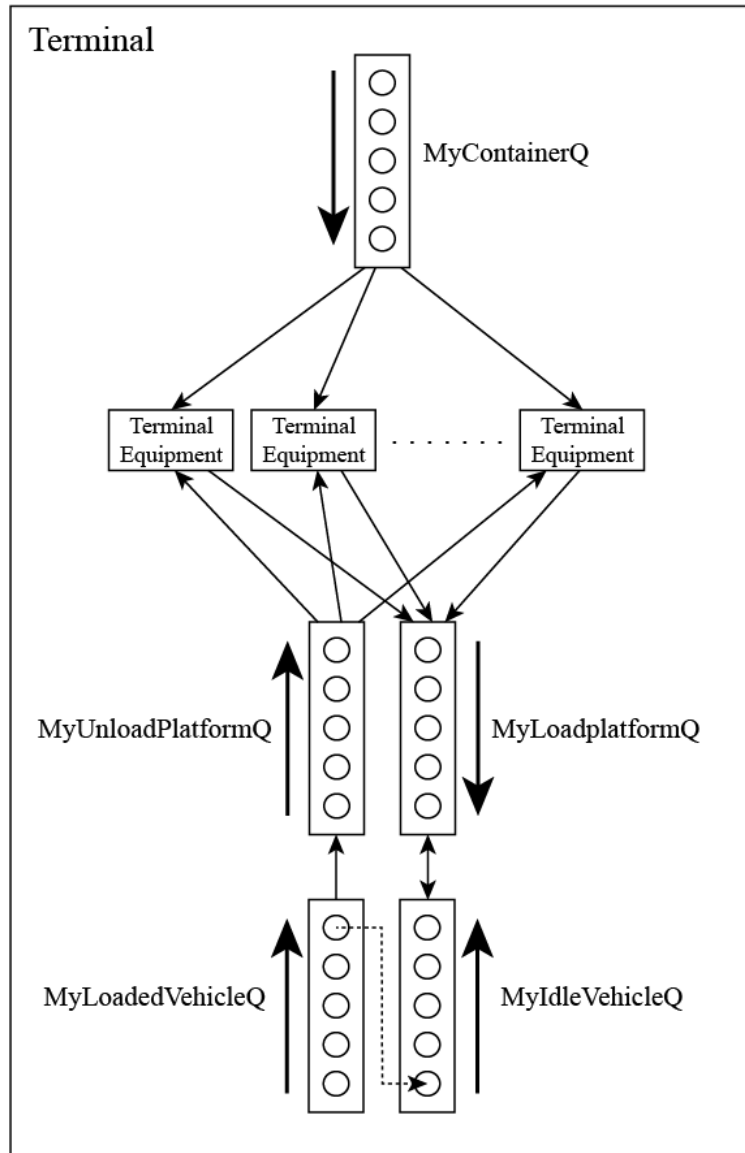 Terminal
MyContainerQ
Terminal
Equipment
Terminal
Equipment
Terminal
Equipment
MyUnloadPlatformQ
MyLoadplatformQ
MyLoadedVehicleQ
MyIdleVehicleQ